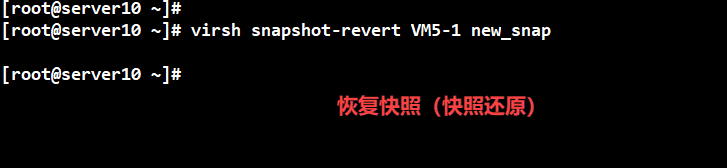 [root@server10 ~]#
[root@server10 ~]# virsh snapshot-revert VM5-1 new_snap
[root@server10 ~]#
恢复快照（快照还原）